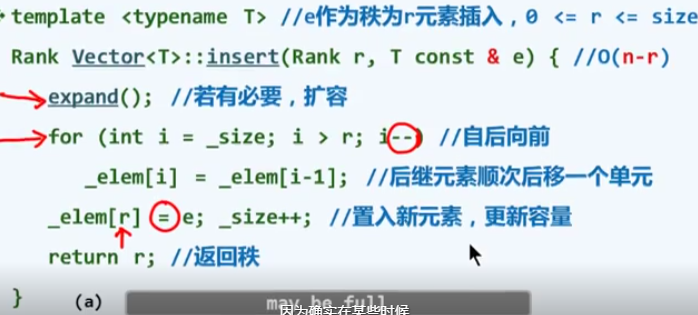 template <typename T> //e作为秩为r元素插入，0 <= r <= size
Rank Vector<T>::insert(Rank r, T const & e) { //O(n-r)
expand(); //若有必要，扩容
for (int i = _size; i > r; i--) //自后向前
_elem[i] = _elem[i-1]; //后继元素顺次后移一个单元
_elem[r] = e; _size++; //置入新元素，更新容量
return r; //返回秩
} (a)
may be full
因为确实在某些时候